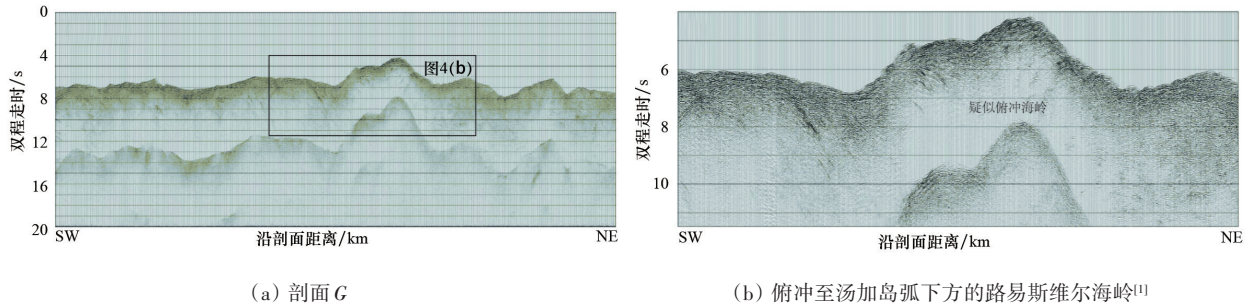 0
4
8
12
16
20
双程走时/s
图4(b)
SW
沿剖面距离/km
NE
(a) 剖面G
4
6
8
10
双程走时/s
疑似俯冲海岭
SW
沿剖面距离/km
NE
(b) 俯冲至汤加岛弧下方的路易斯维尔海岭[1]